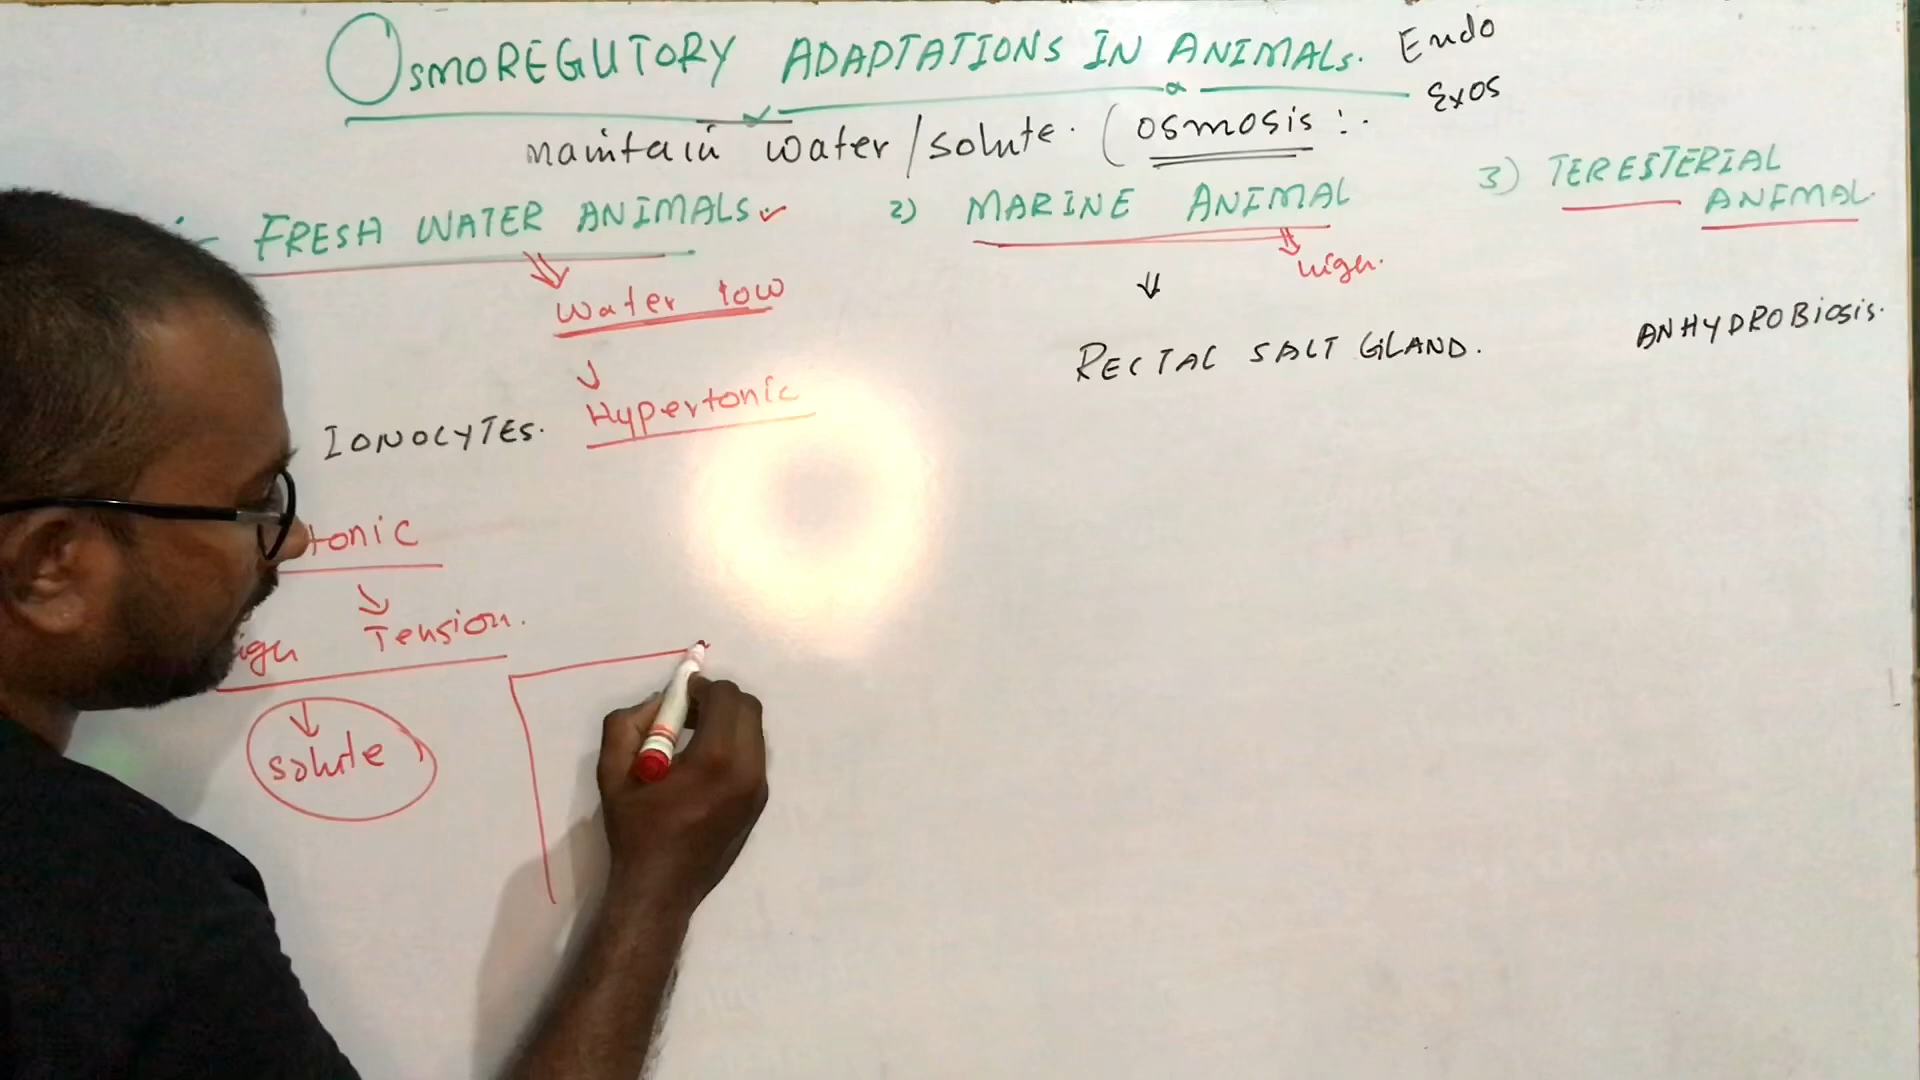 OSMOREGUTORY ADAPTATIONS IN ANIMALS. Endo
Exos
maintain water/solute. (osmosis :.
FRESH WATER ANIMALS
water low
Hypertonic
IONOCYTES.
tonic
Tension.
solute
2) MARINE ANIMAL
high.
RECTAL SALT GLAND.
3) TERESTERIAL
ANIMAL.
ANHYDROBiosis.